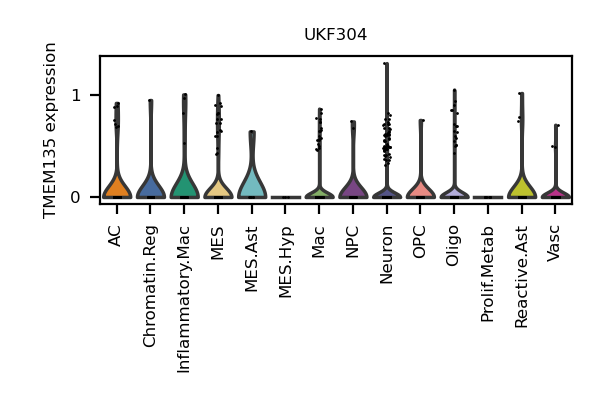 UKF304
TMEM135 expression
1
0
AC
Chromatin.Reg
Inflammatory.Mac
MES
MES.Ast
MES.Hyp
Mac
NPC
Neuron
OPC
Oligo
Prolif.Metab
Reactive.Ast
Vasc